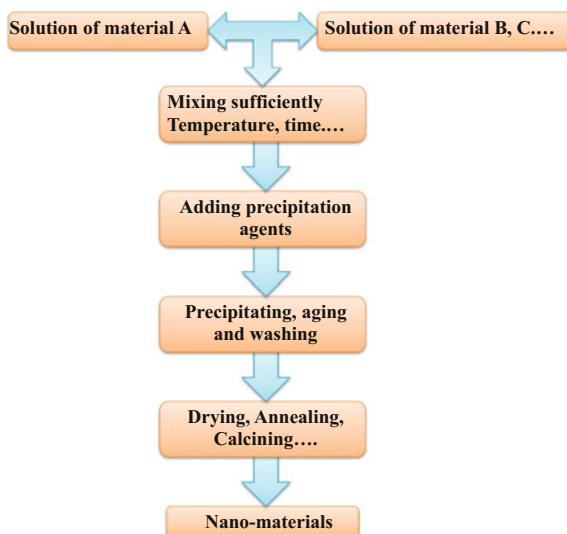 Solution of material A
Solution of material B, C.…
Mixing sufficiently
Temperature, time.…
Adding precipitation
agents
Precipitating, aging
and washing
Drying, Annealing,
Calcining….
Nano-materials